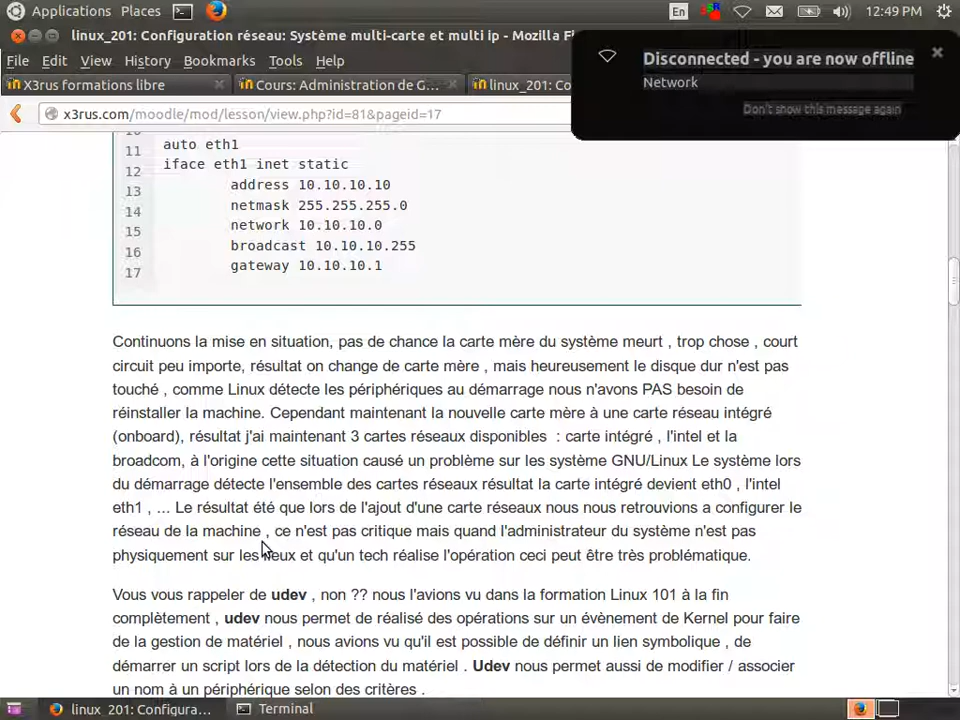 Applications Places En 12:49 PM
linux_201: Configuration réseau: Système multi-carte et multi ip - Mozilla
File Edit View History Bookmarks Tools Help
Disconnected - you are now offline
Network
Don't show this message again
X3rus formations libre Cours: Administration de G... linux_201: Co
x3rus.com/moodle/mod/lesson/view.php?id=81&pageid=17
11 auto eth1
12 iface eth1 inet static
13 address 10.10.10.10
14 netmask 255.255.255.0
15 network 10.10.10.0
16 broadcast 10.10.10.255
17 gateway 10.10.10.1
Continuons la mise en situation, pas de chance la carte mère du système meurt , trop chose , court
circuit peu importe, résultat on change de carte mère , mais heureusement le disque dur n'est pas
touché , comme Linux détecte les périphériques au démarrage nous n'avons PAS besoin de
réinstaller la machine. Cependant maintenant la nouvelle carte mère à une carte réseau intégré
(onboard), résultat j'ai maintenant 3 cartes réseaux disponibles : carte intégré , l'intel et la
broadcom, à l'origine cette situation causé un problème sur les système GNU/Linux Le système lors
du démarrage détecte l'ensemble des cartes réseaux résultat la carte intégré devient eth0 , l'intel
eth1 , ... Le résultat été que lors de l'ajout d'une carte réseaux nous nous retrouvions a configurer le
réseau de la machine , ce n'est pas critique mais quand l'administrateur du système n'est pas
physiquement sur les lieux et qu'un tech réalise l'opération ceci peut être très problématique.
Vous vous rappeler de udev , non ?? nous l'avions vu dans la formation Linux 101 à la fin
complètement , udev nous permet de réalisé des opérations sur un évènement de Kernel pour faire
de la gestion de matériel , nous avions vu qu'il est possible de définir un lien symbolique , de
démarrer un script lors de la détection du matériel . Udev nous permet aussi de modifier / associer
un nom à un périphérique selon des critères .
linux_201: Configura... Terminal